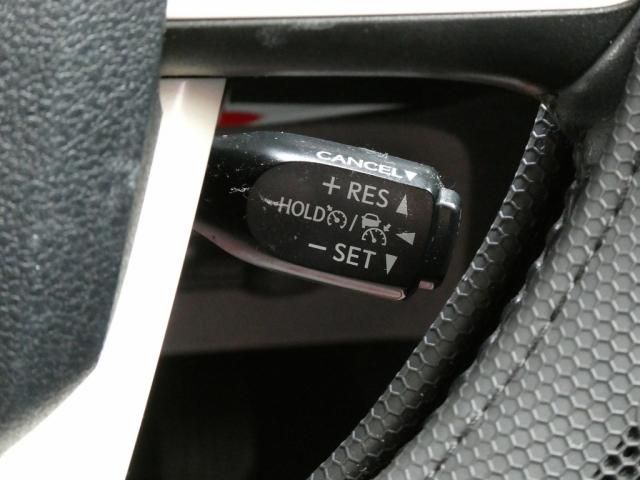 CANCEL
+ RES
HOLD /
- SET